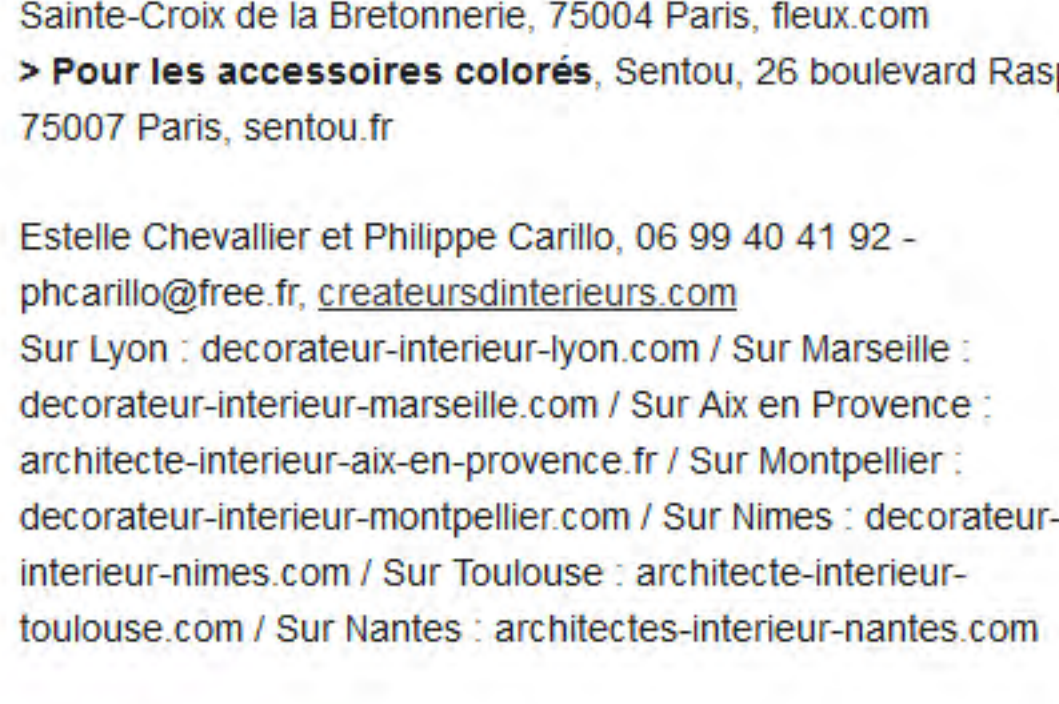 Sainte-Croix de la Bretonnerie, 75004 Paris, fleux.com
> Pour les accessoires colorés, Sentou, 26 boulevard Rasp
75007 Paris, sentou.fr
Estelle Chevallier et Philippe Carillo, 06 99 40 41 92 -
phcarillo@free.fr, createursdinterieurs.com
Sur Lyon : decorateur-interieur-lyon.com / Sur Marseille :
decorateur-interieur-marseille.com / Sur Aix en Provence :
architecte-interieur-aix-en-provence.fr / Sur Montpellier :
decorateur-interieur-montpellier.com / Sur Nimes : decorateur-
interieur-nimes.com / Sur Toulouse : architecte-interieur-
toulouse.com / Sur Nantes : architectes-interieur-nantes.com